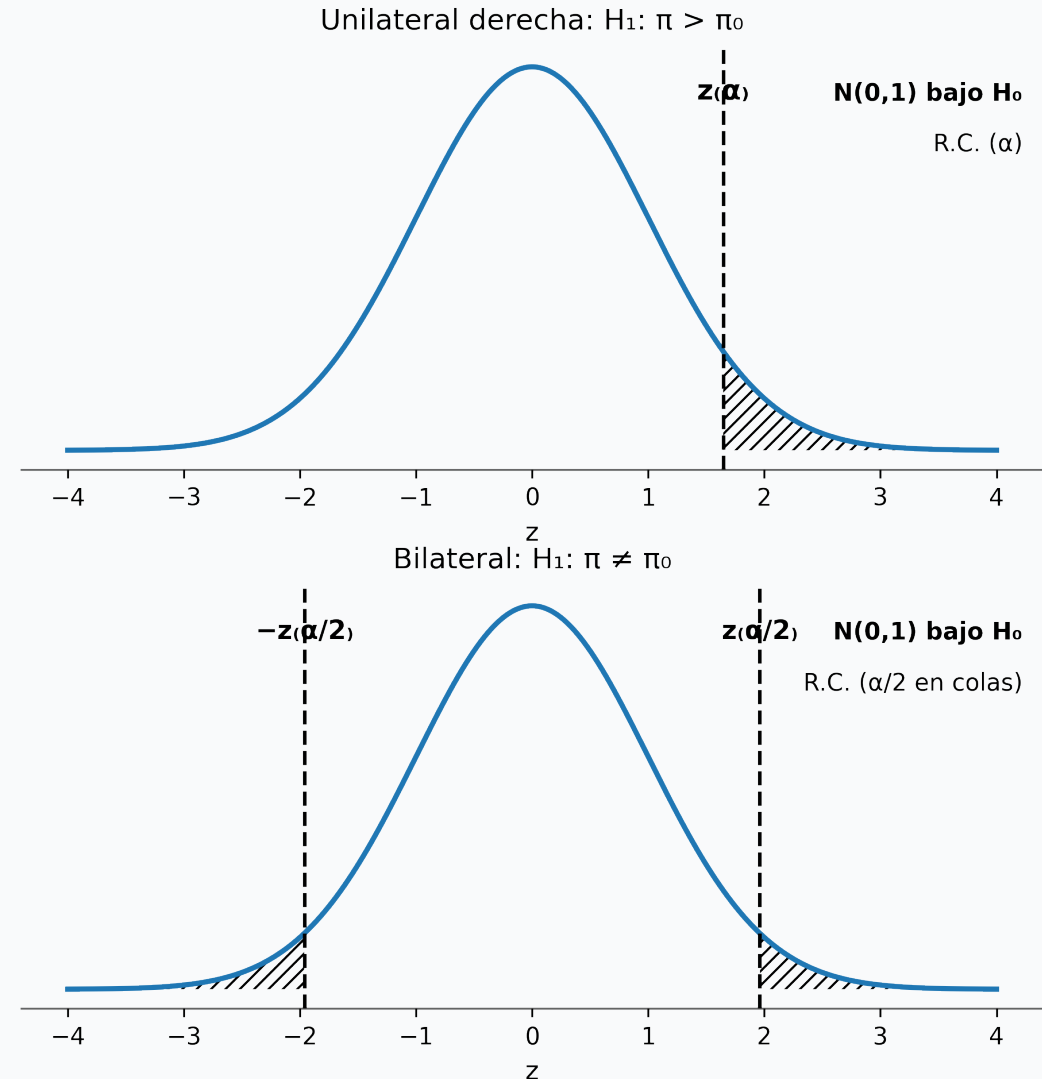 Unilateral derecha: H₁: π > π₀
z₍α₎
N(0,1) bajo H₀
R.C. (α)
−4 −3 −2 −1 0 1 2 3 4
z
Bilateral: H₁: π ≠ π₀
−z₍α/2₎
z₍α/2₎
N(0,1) bajo H₀
R.C. (α/2 en colas)
−4 −3 −2 −1 0 1 2 3 4
z